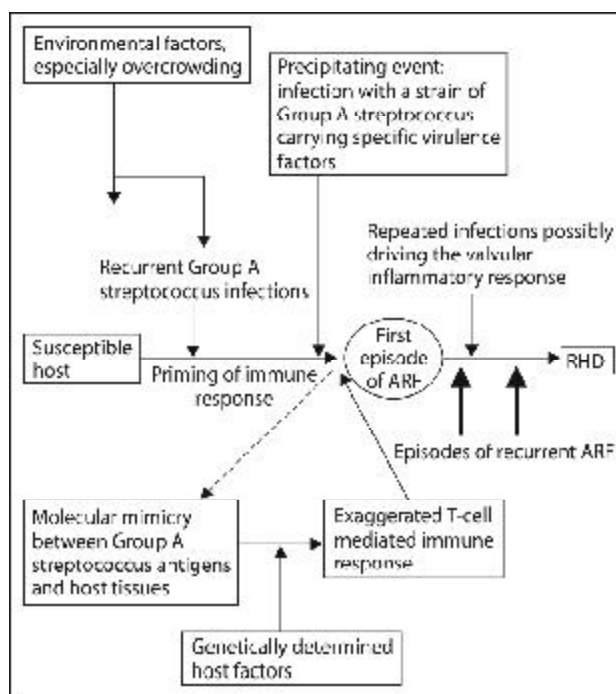 Environmental factors,
especially overcrowding
Precipitating event:
infection with a strain of
Group A streptococcus
carrying specific virulence
factors
Repeated infections possibly
driving the valvular
inflammatory response
Recurrent Group A
streptococcus infections
Susceptible
host
Priming of immune
response
First
episode
of ARF
RHD
Episodes of recurrent ARF
Molecular mimicry
between Group A
streptococcus antigens
and host tissues
Exaggerated T-cell
mediated immune
response
Genetically determined
host factors